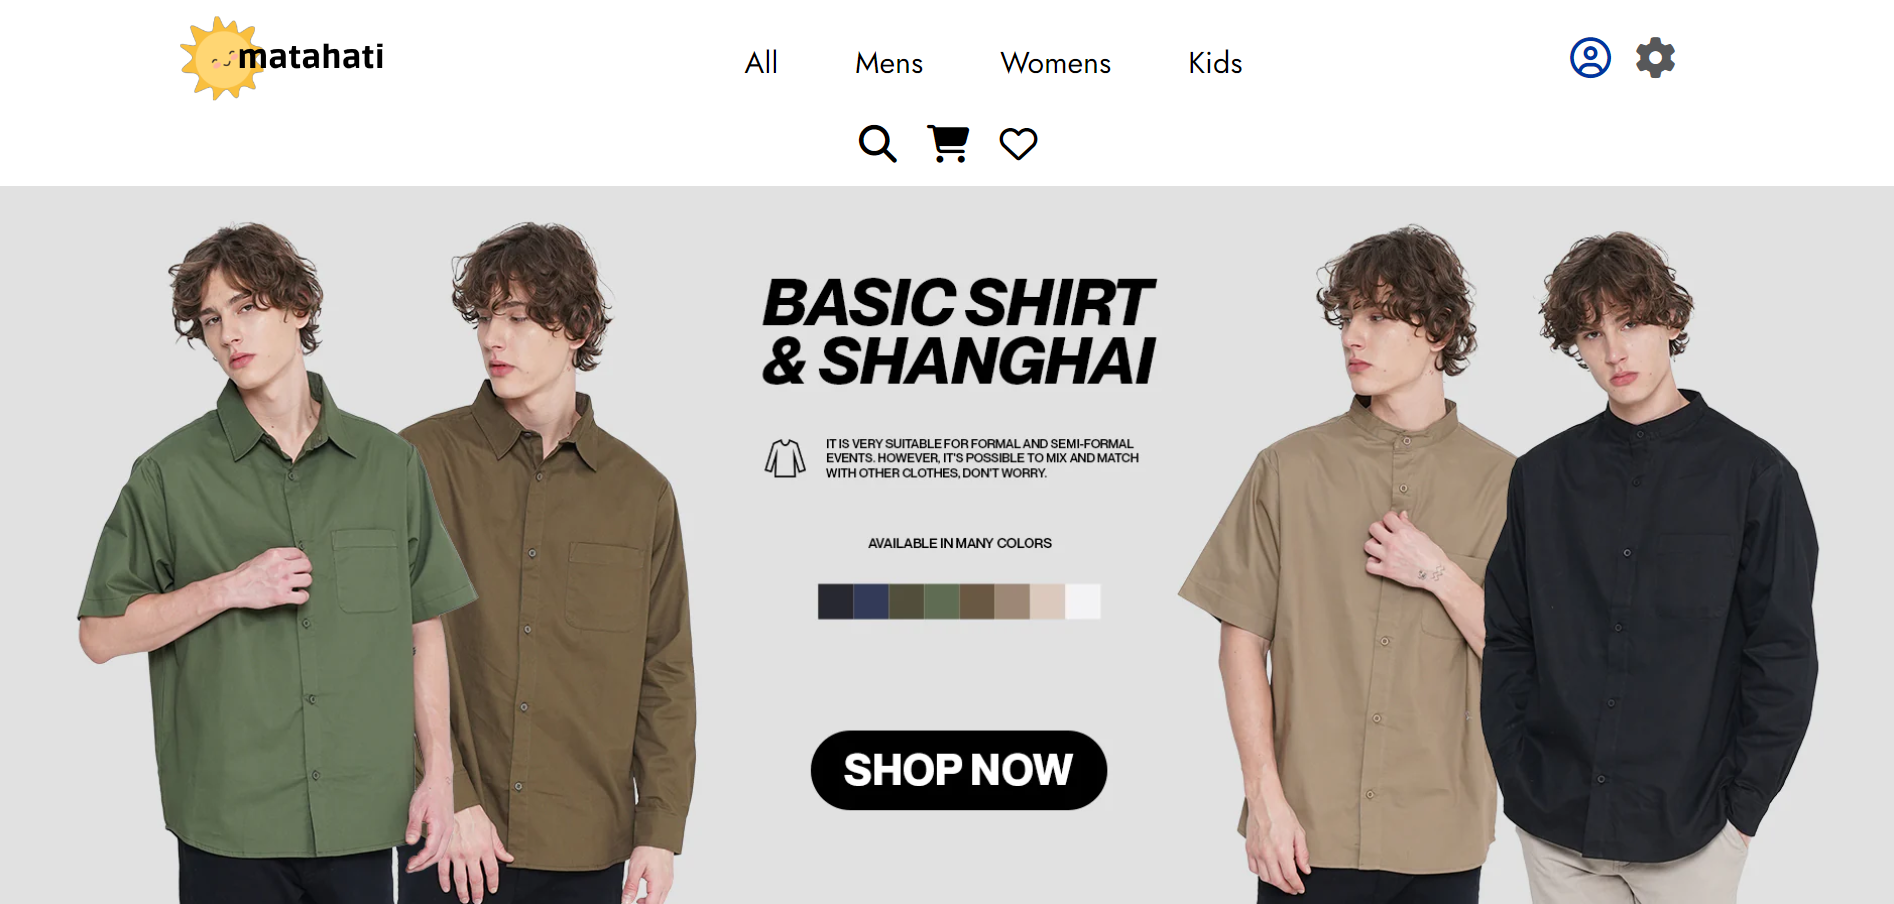 matahati
All
Mens
Womens
Kids
BASIC SHIRT
& SHANGHAI
IT IS VERY SUITABLE FOR FORMAL AND SEMI-FORMAL
EVENTS. HOWEVER, IT'S POSSIBLE TO MIX AND MATCH
WITH OTHER CLOTHES, DON'T WORRY.
AVAILABLE IN MANY COLORS
SHOP NOW